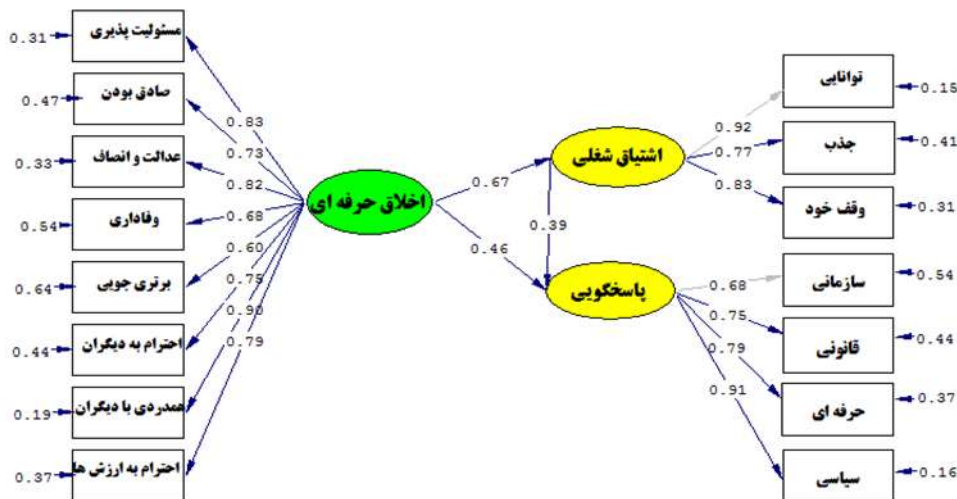 مسئولیت پذیری
0.31
صادق بودن
0.47
عدالت و انصاف
0.33
وفاداری
0.54
برتری جویی
0.64
احترام به دیگران
0.44
همدردی با دیگران
0.19
احترام به ارزش ها
0.37
0.83
0.73
0.82
0.68
0.60
0.75
0.90
0.79
اخلاق حرفه ای
0.67
0.46
اشتیاق شغلی
0.39
پاسخگویی
0.92
0.77
0.83
0.68
0.75
0.79
0.91
توانایی
0.15
جذب
0.41
وقف خود
0.31
سازمانی
0.54
قانونی
0.44
حرفه ای
0.37
سیاسی
0.16